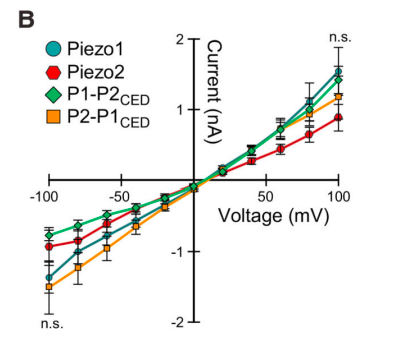 B
Piezo1
Piezo2
P1-P2CED
P2-P1CED
n.s.
2
1
-1
-2
Current (nA)
-100
-50
50
100
Voltage (mV)
n.s.